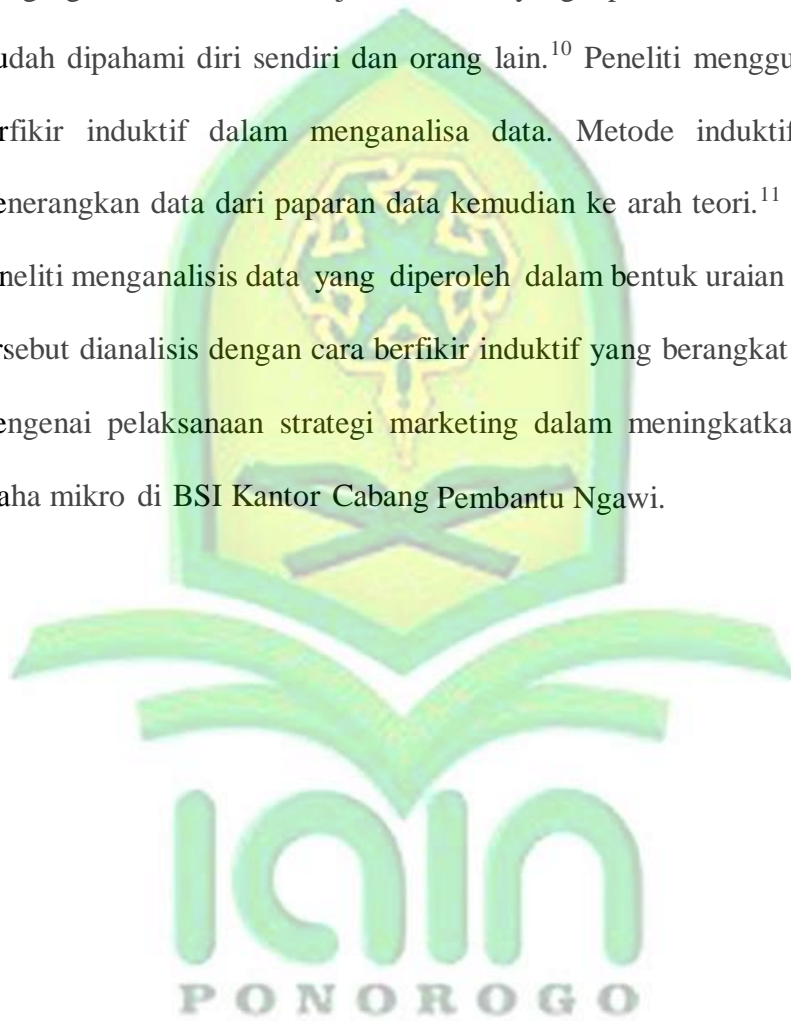 udah dipahami diri sendiri dan orang lain.10 Peneliti menggu
rfikir induktif dalam menganalisa data. Metode induktif
enerangkan data dari paparan data kemudian ke arah teori.11
neliti menganalisis data yang diperoleh dalam bentuk uraian
rsebut dianalisis dengan cara berfikir induktif yang berangkat
engenai pelaksanaan strategi marketing dalam meningkatka
aha mikro di BSI Kantor Cabang Pembantu Ngawi.
iain
PONOROGO